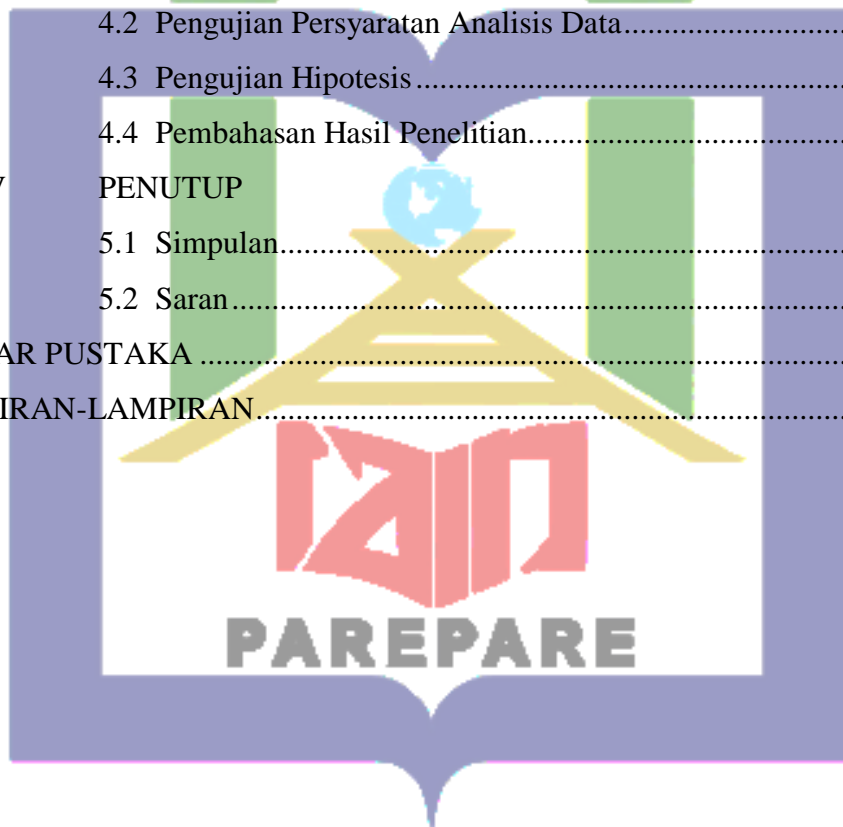 4.2 Pengujian Persyaratan Analisis Data........................
4.3 Pengujian Hipotesis................................................
4.4 Pembahasan Hasil Penelitian....................................
PENUTUP
5.1 Simpulan..................................................................
5.2 Saran........................................................................
AR PUSTAKA ..........................................................................
IRAN-LAMPIRAN...................................................................
iain
PAREPARE